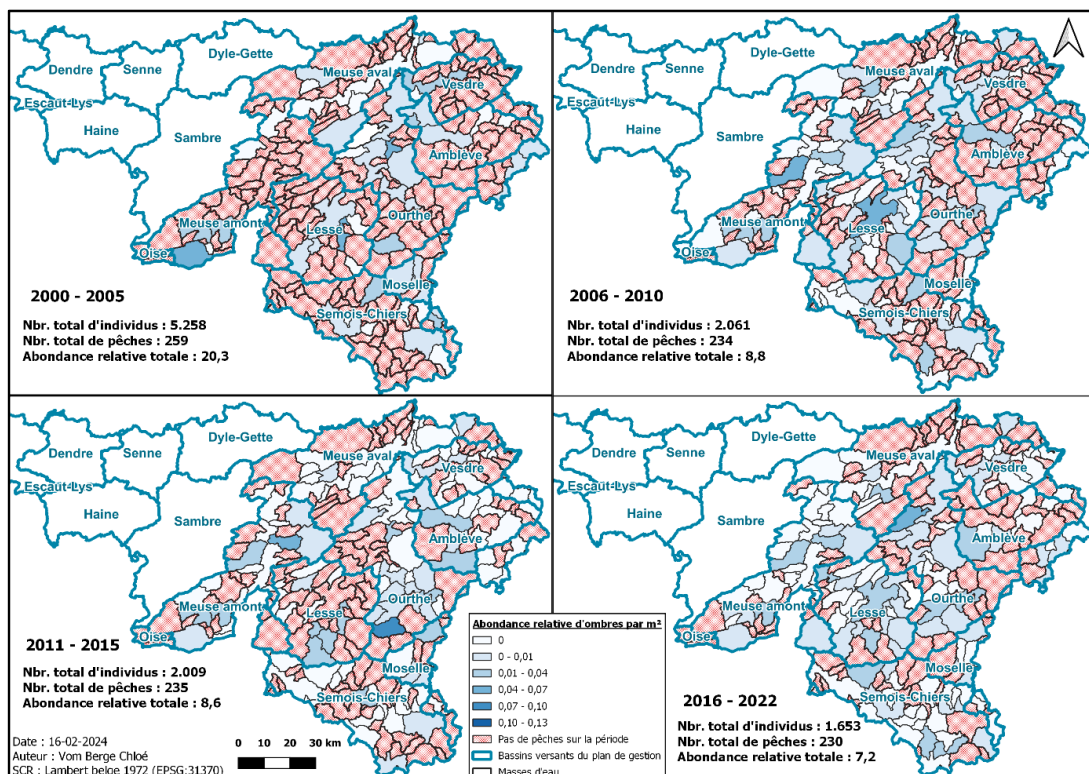 Dyle-Gette
Dendre
Senne
Meuse aval
Vesdre
Escaut-Lys
Haine
Sambre
Amblève
Meuse amont
Ourthe
Lesse
Oise
Moselle
Semois-Chiers
2000 - 2005
Nbr. total d'individus : 5.258
Nbr. total de pêches : 259
Abondance relative totale : 20,3
Dyle-Gette
Dendre
Senne
Meuse aval
Vesdre
Escaut-Lys
Haine
Sambre
Amblève
Meuse amont
Ourthe
Lesse
Oise
Moselle
Semois-Chiers
2006 - 2010
Nbr. total d'individus : 2.061
Nbr. total de pêches : 234
Abondance relative totale : 8,8
Dyle-Gette
Dendre
Senne
Meuse aval
Vesdre
Escaut-Lys
Haine
Sambre
Amblève
Meuse amont
Ourthe
Lesse
Oise
Moselle
Semois-Chiers
2011 - 2015
Nbr. total d'individus : 2.009
Nbr. total de pêches : 235
Abondance relative totale : 8,6
Date : 16-02-2024
Auteur : Vom Berge Chloé
SCR : Lambert belge 1972 (EPSG:31370)
0 10 20 30 km
Abondance relative d'ombres par m²
0
0 - 0,01
0,01 - 0,04
0,04 - 0,07
0,07 - 0,10
0,10 - 0,13
Pas de pêches sur la période
Bassins versants du plan de gestion
Masses d'eau
Dyle-Gette
Dendre
Senne
Meuse aval
Vesdre
Escaut-Lys
Haine
Sambre
Amblève
Meuse amont
Ourthe
Lesse
Oise
Moselle
Semois-Chiers
2016 - 2022
Nbr. total d'individus : 1.653
Nbr. total de pêches : 230
Abondance relative totale : 7,2